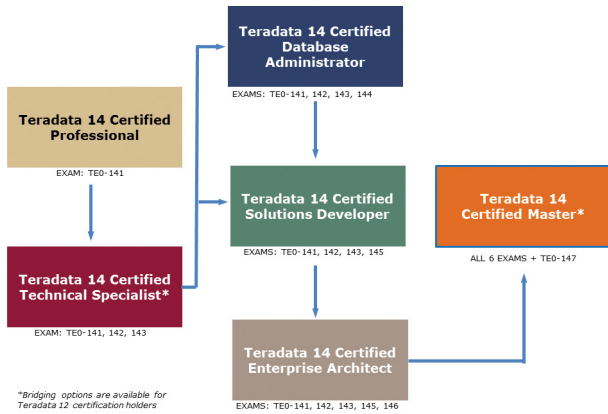 Teradata 14 Certified
Database
Administrator
EXAMS: TE0-141, 142, 143, 144
Teradata 14 Certified
Professional
EXAM: TE0-141
Teradata 14 Certified
Solutions Developer
EXAMS: TE0-141, 142, 143, 145
Teradata 14
Certified Master*
ALL 6 EXAMS + TE0-147
Teradata 14 Certified
Technical Specialist*
EXAM: TE0-141, 142, 143
Teradata 14 Certified
Enterprise Architect
EXAMS: TE0-141, 142, 143, 145, 146
*Bridging options are available for
Teradata 12 certification holders